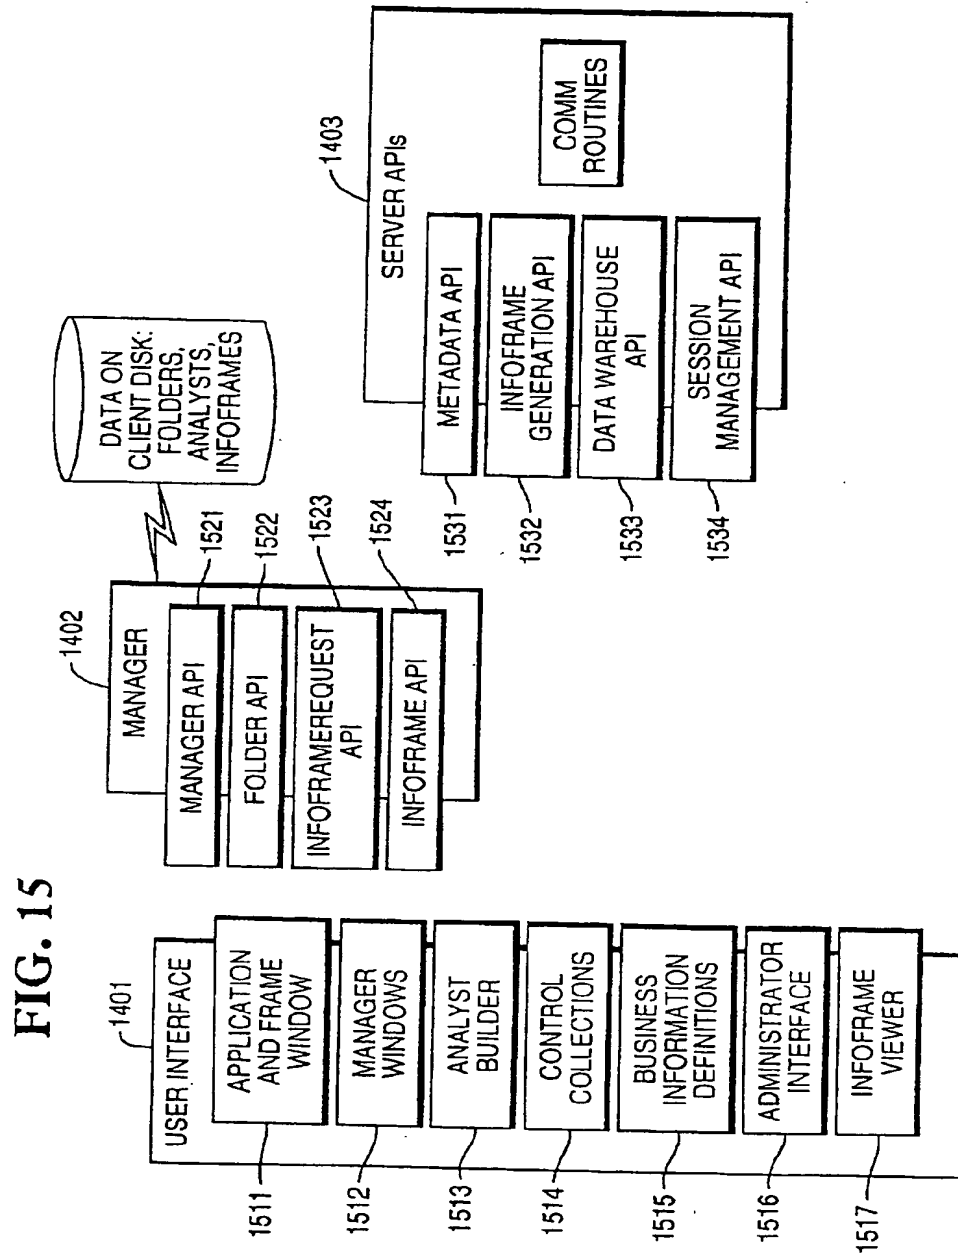 FIG. 15
1401
USER INTERFACE
APPLICATION
AND FRAME
WINDOW
1511
MANAGER
WINDOWS
1512
ANALYST
BUILDER
1513
CONTROL
COLLECTIONS
1514
BUSINESS
INFORMATION
DEFINITIONS
1515
ADMINISTRATOR
INTERFACE
1516
INFOFRAME
VIEWER
1517
1402
MANAGER
MANAGER API
1521
FOLDER API
1522
INFOFRAMEREQUEST
API
1523
INFOFRAME API
1524
DATA ON
CLIENT DISK:
FOLDERS,
ANALYSTS,
INFOFRAMES
1403
SERVER APIs
METADATA API
1531
INFOFRAME
GENERATION API
1532
DATA WAREHOUSE
API
1533
SESSION
MANAGEMENT API
1534
COMM
ROUTINES